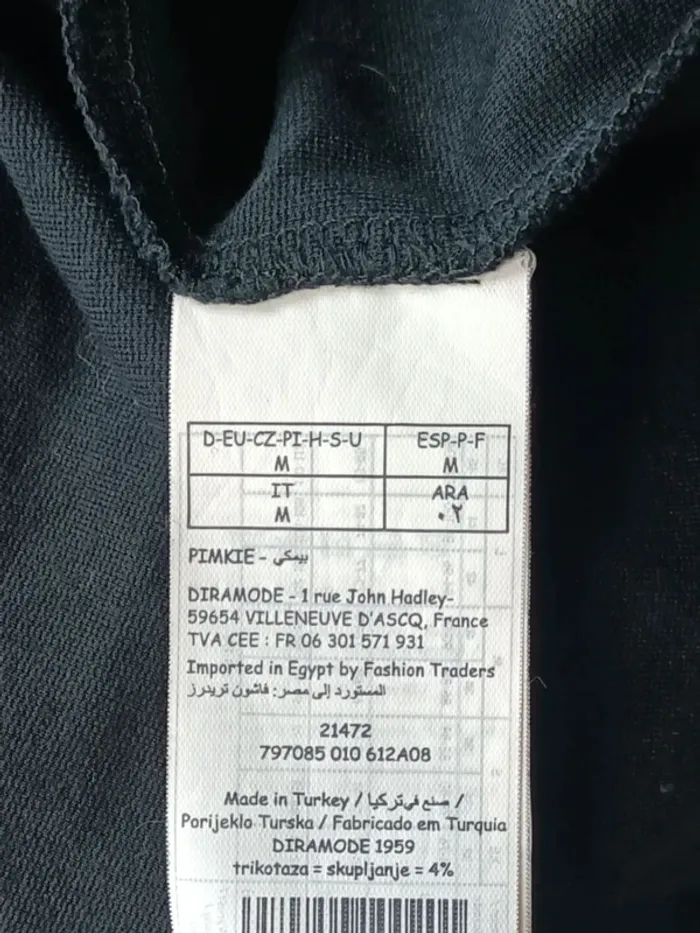 D-EU-CZ-PI-H-S-U
M
ESP-P-F
M
IT
M
ARA
٠٢
PIMKIE - بيمكي
DIRAMODE - 1 rue John Hadley-
59654 VILLENEUVE D'ASCQ, France
TVA CEE : FR 06 301 571 931
Imported in Egypt by Fashion Traders
المستورد إلى مصر: فاشون تريدرز
21472
797085 010 612A08
Made in Turkey / صنع في تركيا /
Porijeklo Turska / Fabricado em Turquia
DIRAMODE 1959
trikotaza = skupljanje = 4%